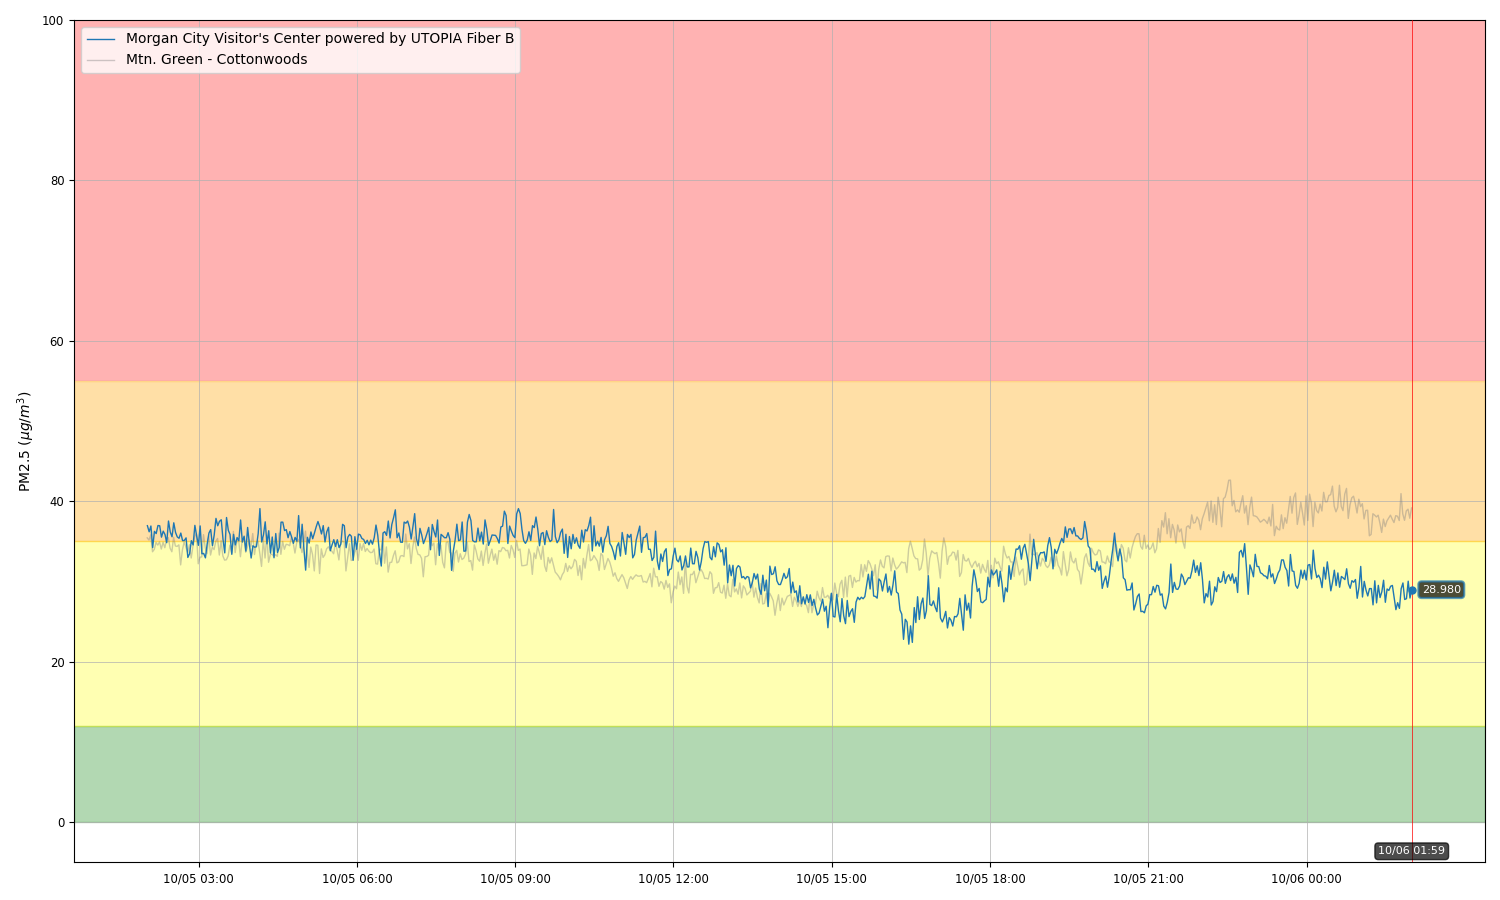 Morgan City Visitor's Center powered by UTOPIA Fiber B
Mtn. Green - Cottonwoods
100
80
60
40
20
0
PM2.5 (μg/m³)
28.980
10/06 01:59
10/05 03:00 10/05 06:00 10/05 09:00 10/05 12:00 10/05 15:00 10/05 18:00 10/05 21:00 10/06 00:00